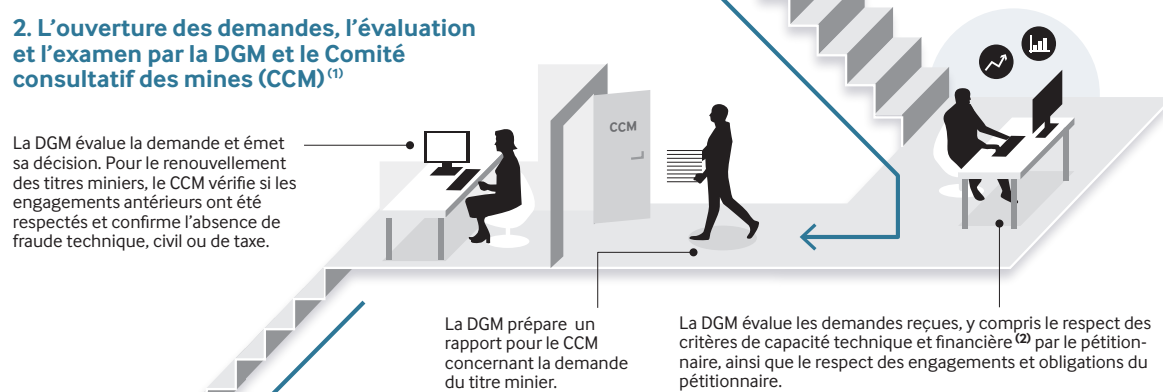 2. L'ouverture des demandes, l'évaluation
et l'examen par la DGM et le Comité
consultatif des mines (CCM) (1)
La DGM évalue la demande et émet
sa décision. Pour le renouvellement
des titres miniers, le CCM vérifie si les
engagements antérieurs ont été
respectés et confirme l'absence de
fraude technique, civil ou de taxe.
CCM
La DGM prépare un
rapport pour le CCM
concernant la demande
du titre minier.
La DGM évalue les demandes reçues, y compris le respect des
critères de capacité technique et financière (2) par le pétition-
naire, ainsi que le respect des engagements et obligations du
pétitionnaire.